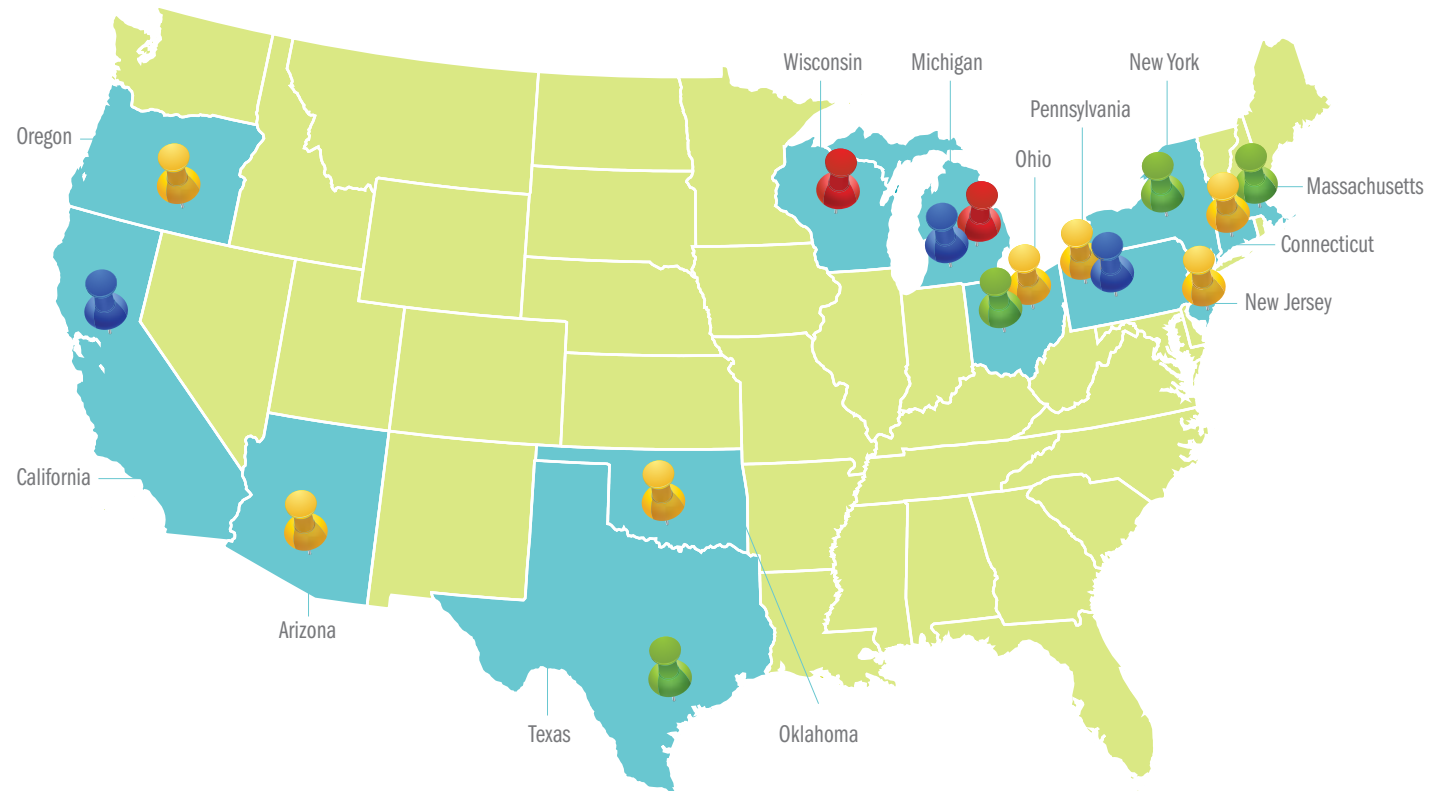 Wisconsin
Michigan
New York
Pennsylvania
Oregon
Ohio
Massachusetts
Connecticut
New Jersey
California
Arizona
Texas
Oklahoma